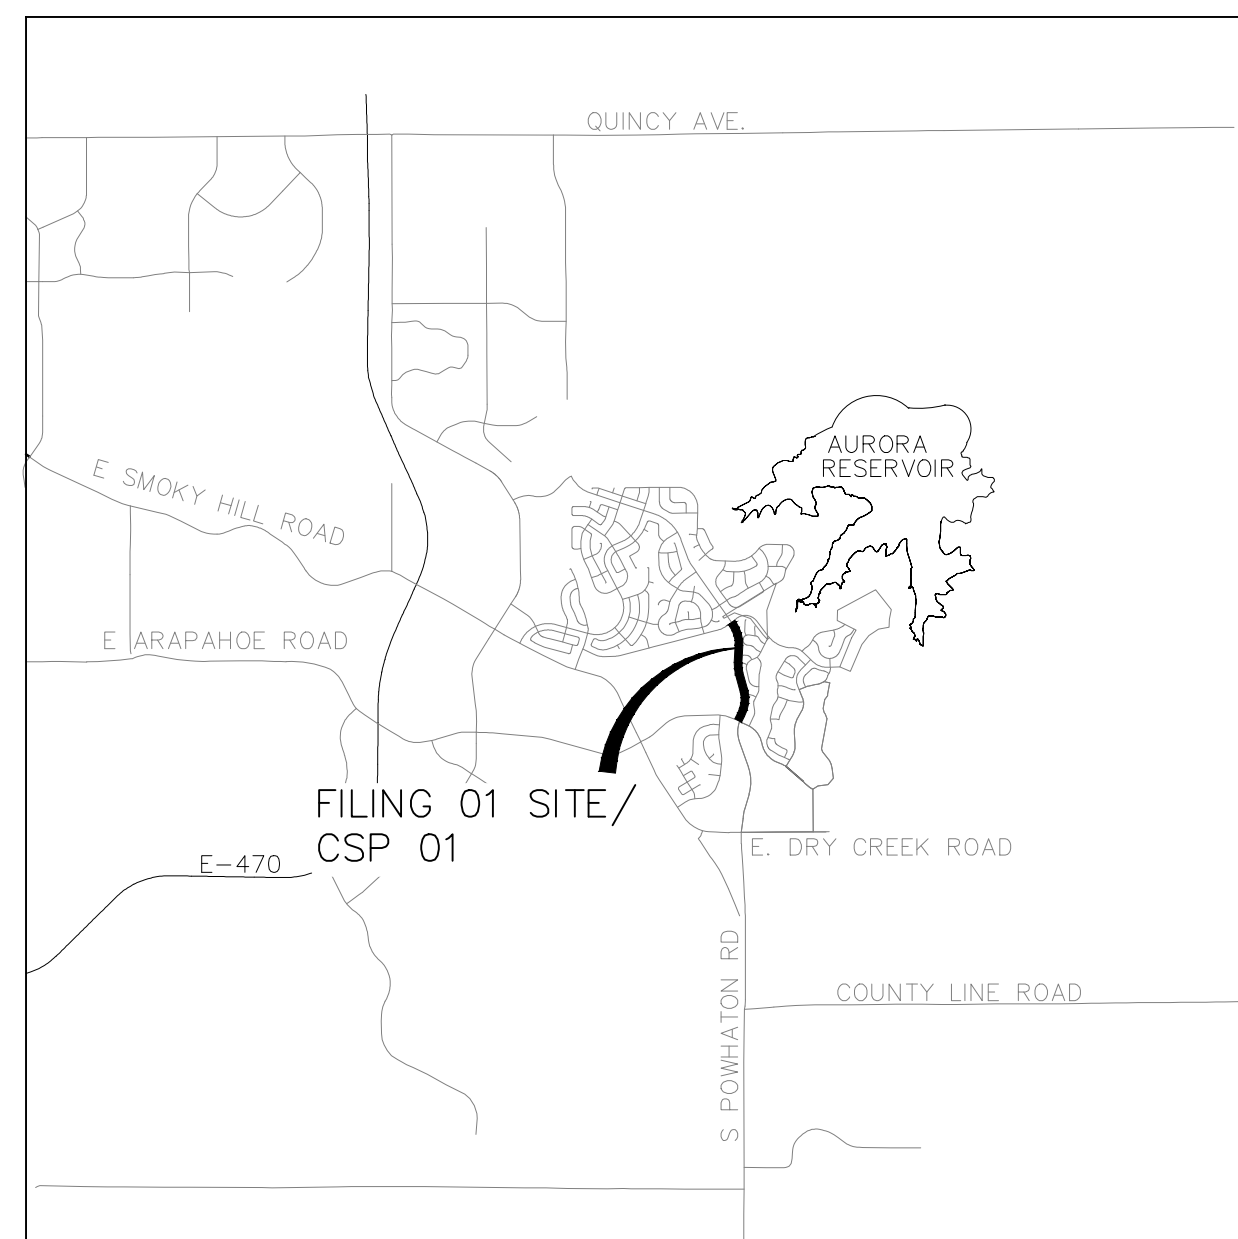 QUINCY AVE.
AURORA
RESERVOIR
E SMOKY HILL ROAD
E ARAPAHOE ROAD
FILING 01 SITE/
CSP 01
E. DRY CREEK ROAD
E-470
S POWHATON RD
COUNTY LINE ROAD